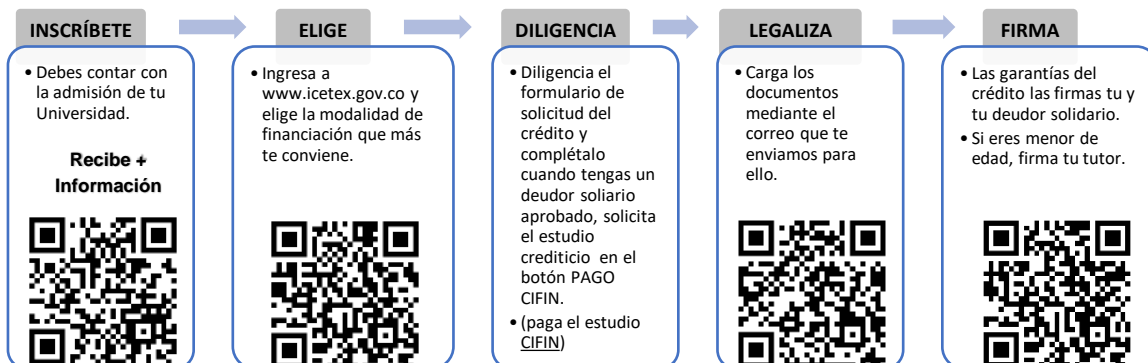 INSCRÍBETE
• Debes contar con
la admisión de tu
Universidad.
Recibe +
Información
ELIGE
• Ingresa a
www.icetex.gov.co y
elige la modalidad de
financiación que más
te conviene.
DILIGENCIA
• Diligencia el
formulario de
solicitud del
crédito y
complétalo
cuando tengas un
deudor soliario
aprobado, solicita
el estudio
crediticio en el
botón PAGO
CIFIN.
• (paga el estudio
CIFIN)
LEGALIZA
• Carga los
documentos
mediante el
correo que te
enviamos para
ello.
FIRMA
• Las garantías del
crédito las firmas tu y
tu deudor solidario.
• Si eres menor de
edad, firma tu tutor.